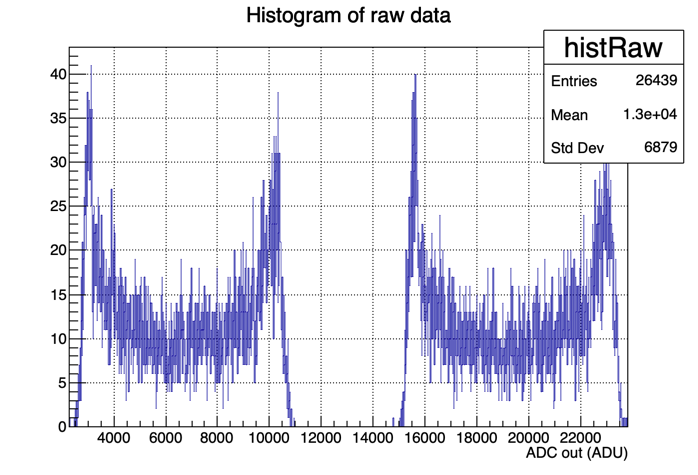 Histogram of raw data
histRaw
Entries 26439
Mean 1.3e+04
Std Dev 6879
40
35
30
25
20
15
10
5
0
4000 6000 8000 10000 12000 14000 16000 18000 20000 22000
ADC out (ADU)